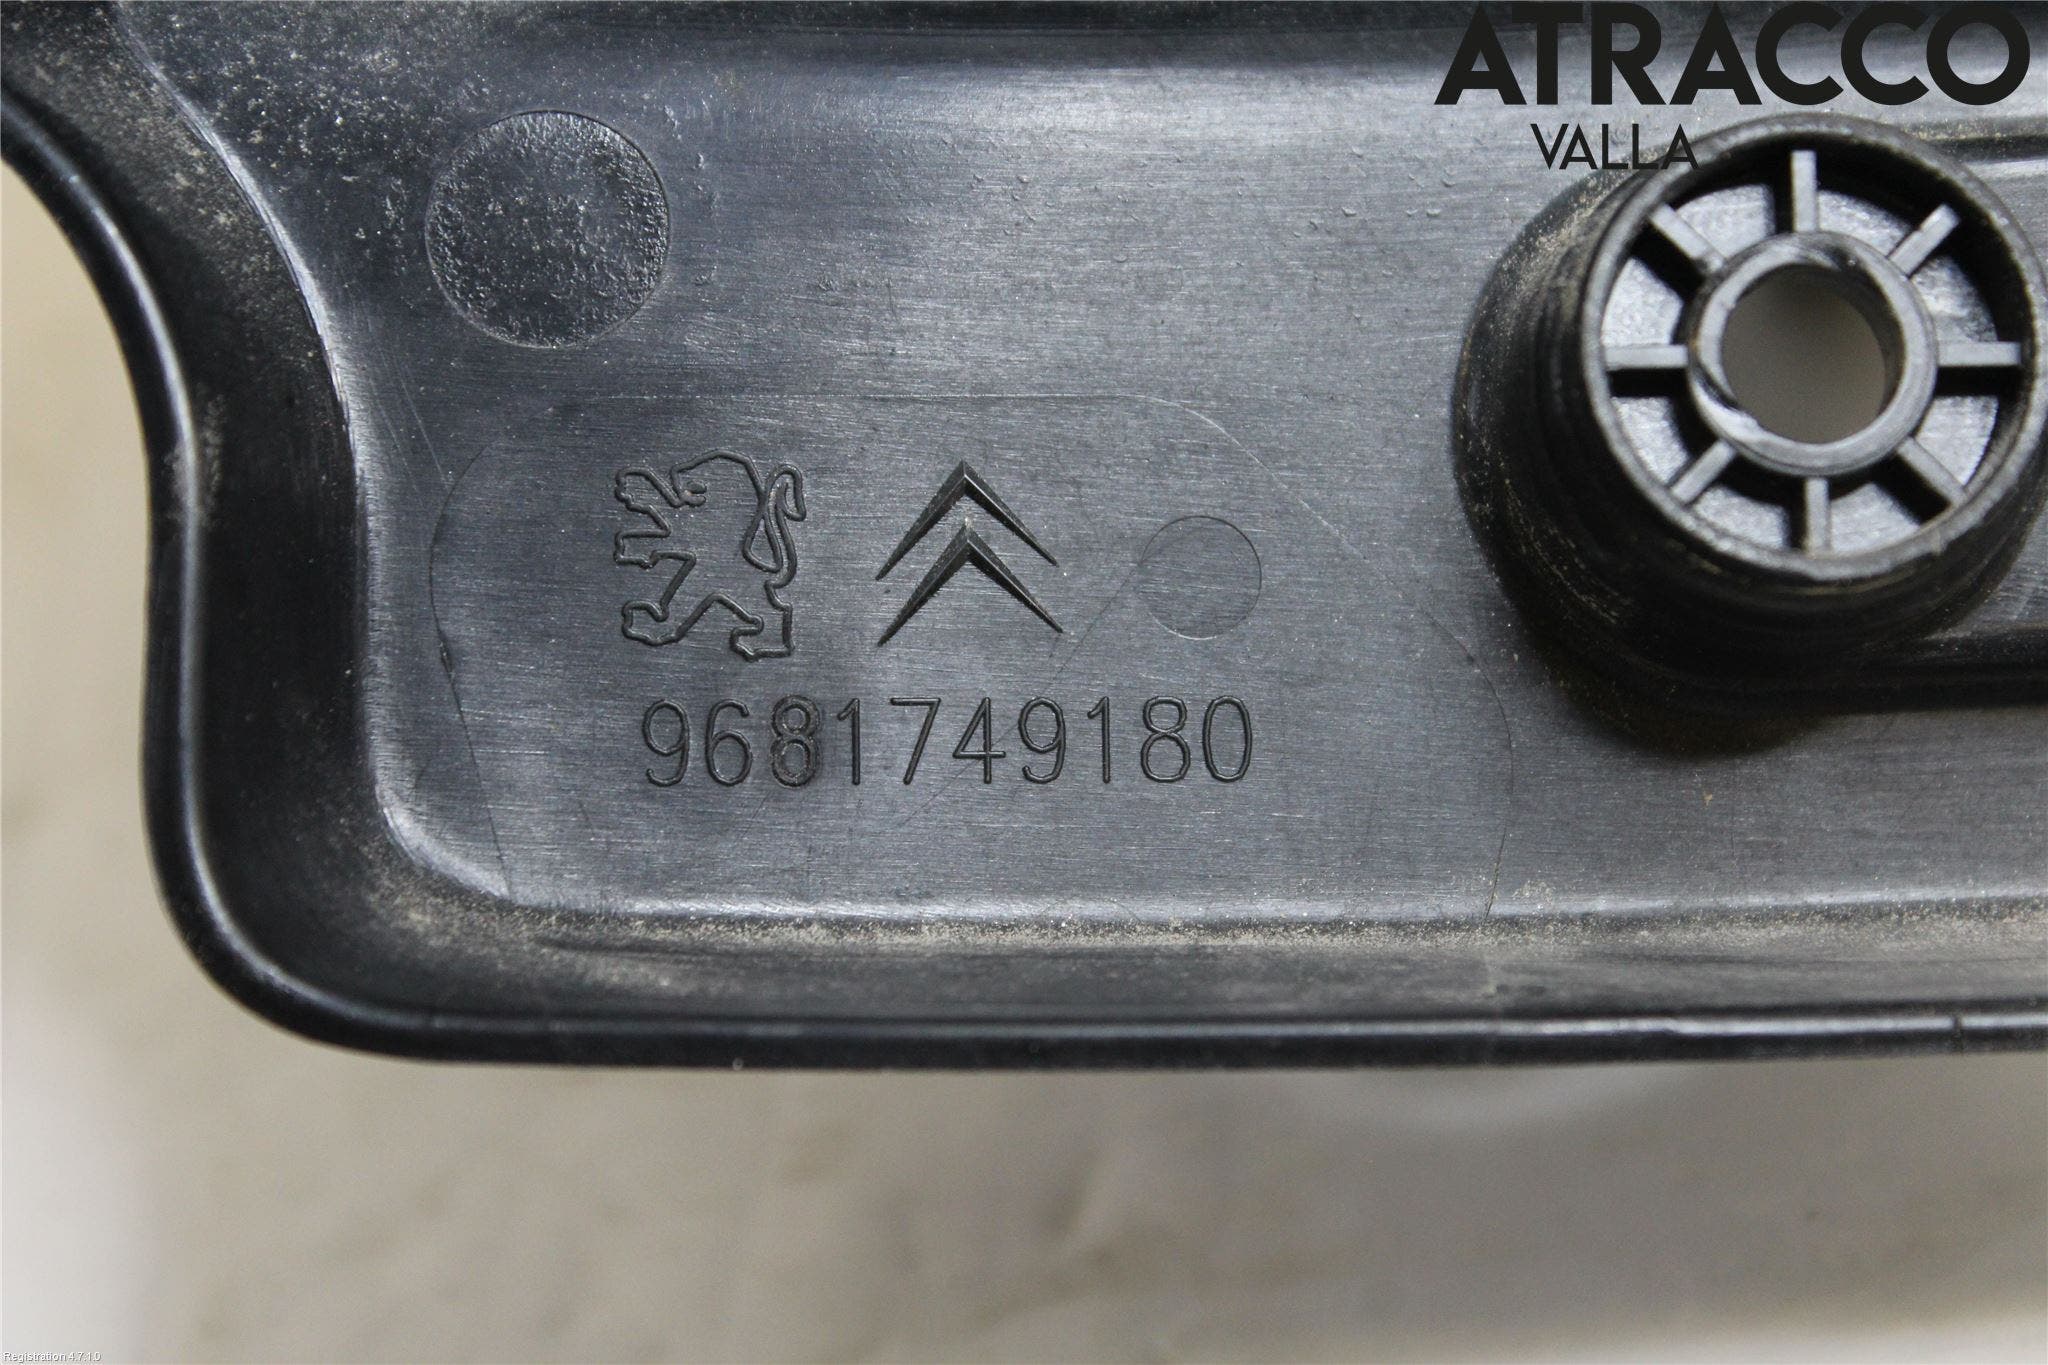 ATRACCO
VALLA
9681749180
Registration 4.7.1.0